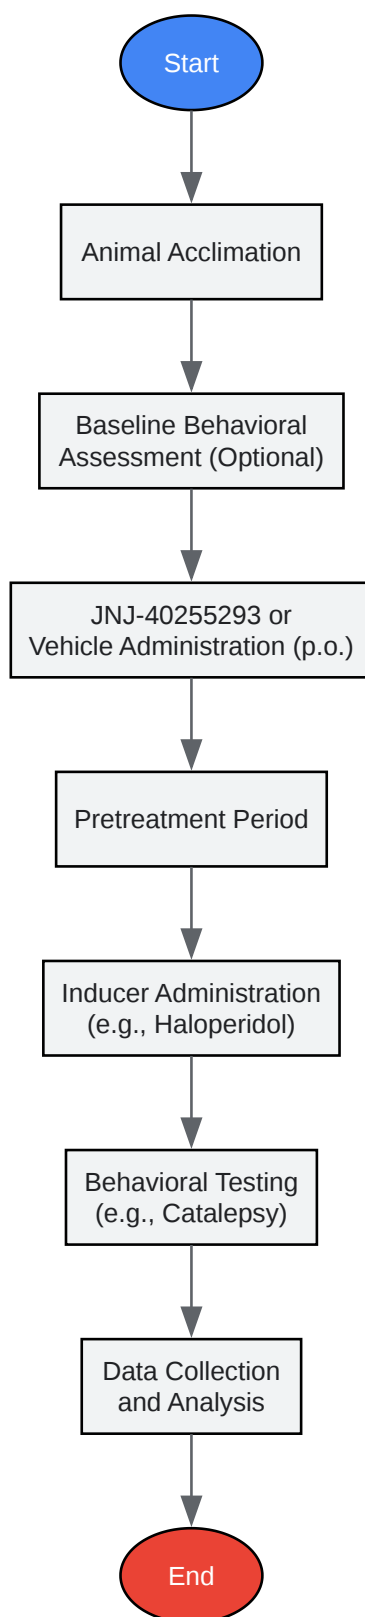 Start
Animal Acclimation
Baseline Behavioral
Assessment (Optional)
JNJ-40255293 or
Vehicle Administration (p.o.)
Pretreatment Period
Inducer Administration
(e.g., Haloperidol)
Behavioral Testing
(e.g., Catalepsy)
Data Collection
and Analysis
End